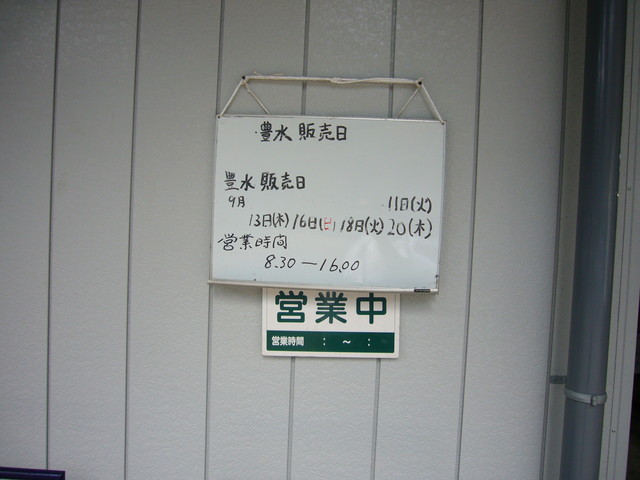 豊水 販売日
豊水 販売日
9月 11日(火)
13日(木) 16日(日) 18日(火) 20(木)
営業時間
8.30-16.00
営業中
営業時間 : ~ :